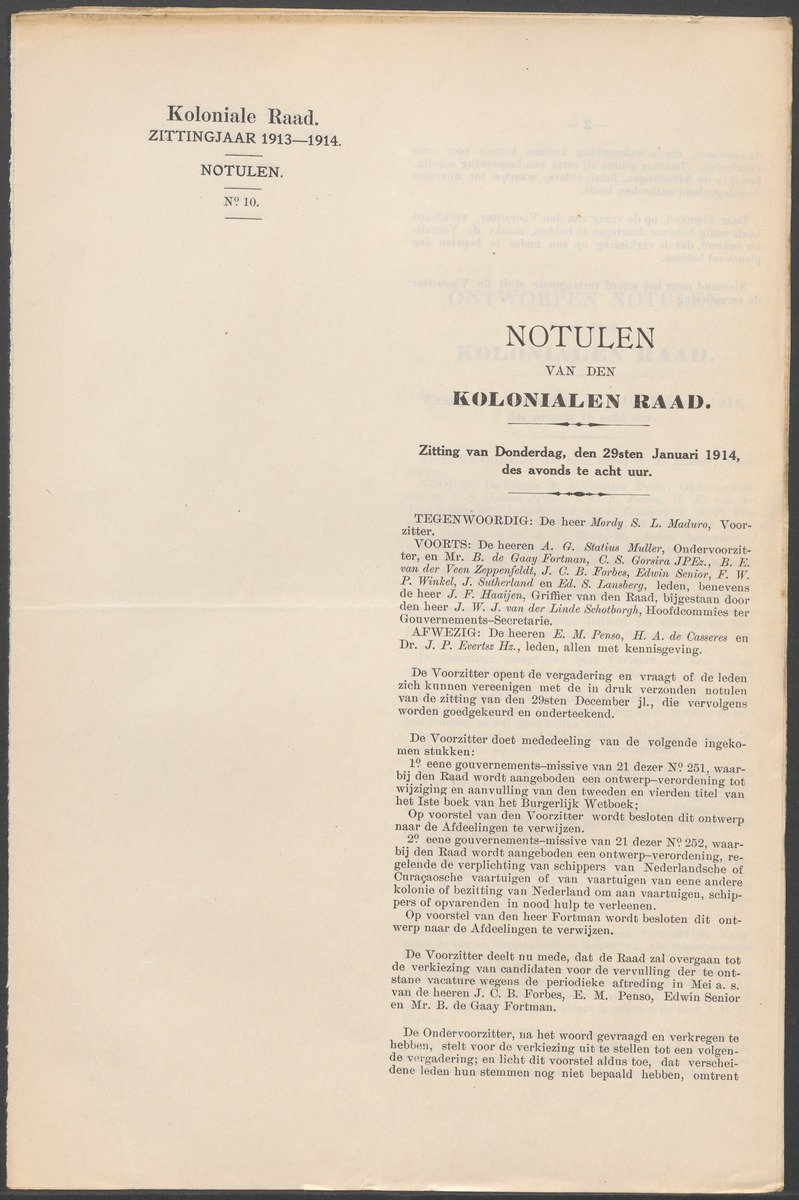 Koloniale Raad.
ZITTINGJAAR 1913—1914.
NOTULEN.
Nº 10.
NOTULEN
VAN DEN
KOLONIALEN RAAD.
Zitting van Donderdag, den 29sten Januari 1914,
des avonds te acht uur.
TEGENWOORDIG: De heer Mordy S. L. Maduro, Voor-
zitter.
VOORTS: De heeren A. G. Statius Muller, Ondervoorzit-
ter, en Mr. B. de Gaay Fortman, C. S. Gorsira JPEz., B. E.
van der Veen Zeppenfeldt, J. C. B. Forbes, Edwin Senior, F. W.
P. Winkel, J. Sutherland en Ed. S. Lansberg, leden, benevens
de heer J. F. Haaijen, Griffier van den Raad, bijgestaan door
den heer J. W. J. van der Linde Schotborgh, Hoofdcommies ter
Gouvernements-Secretarie.
AFWEZIG: De heeren E. M. Penso, H. A. de Casseres en
Dr. J. P. Evertsz Hz., leden, allen met kennisgeving.
De Voorzitter opent de vergadering en vraagt of de leden
zich kunnen vereenigen met de in druk verzonden notulen
van de zitting van den 29sten December jl., die vervolgens
worden goedgekeurd en onderteekend.
De Voorzitter doet mededeeling van de volgende ingeko-
men stukken:
1º eene gouvernements-missive van 21 dezer Nº 251, waar-
bij den Raad wordt aangeboden een ontwerp-verordening tot
wijziging en aanvulling van den tweeden en vierden titel van
het Iste boek van het Burgerlijk Wetboek;
Op voorstel van den Voorzitter wordt besloten dit ontwerp
naar de Afdeelingen te verwijzen.
2º eene gouvernements-missive van 21 dezer Nº 252, waar-
bij den Raad wordt aangeboden een ontwerp-verordening, re-
gelende de verplichting van schippers van Nederlandsche of
Curaçaosche vaartuigen of van vaartuigen van eene andere
kolonie of bezitting van Nederland om aan vaartuigen, schip-
pers of opvarenden in nood hulp te verleenen.
Op voorstel van den heer Fortman wordt besloten dit ont-
werp naar de Afdeelingen te verwijzen.
De Voorzitter deelt nu mede, dat de Raad zal overgaan tot
de verkiezing van candidaten voor de vervulling der te ont-
stane vacature wegens de periodieke aftreding in Mei a. s.
van de heeren J. C. B. Forbes, E. M. Penso, Edwin Senior
en Mr. B. de Gaay Fortman.
De Ondervoorzitter, na het woord gevraagd en verkregen te
hebben, stelt voor de verkiezing uit te stellen tot een volgen-
de vergadering; en licht dit voorstel aldus toe, dat verschei-
dene leden hun stemmen nog niet bepaald hebben, omtrent